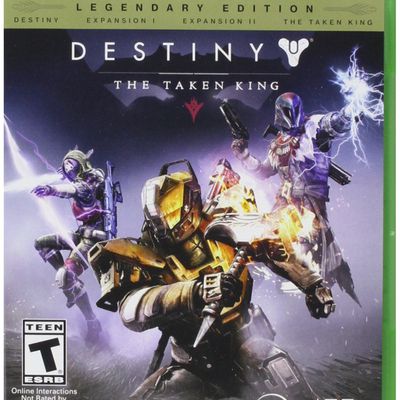 LEGENDARY EDITION
DESTINY EXPANSION I EXPANSION II THE TAKEN KING
DESTINY
THE TAKEN KING
TEEN
T
ESRB
Online Interactions
Not Rated by